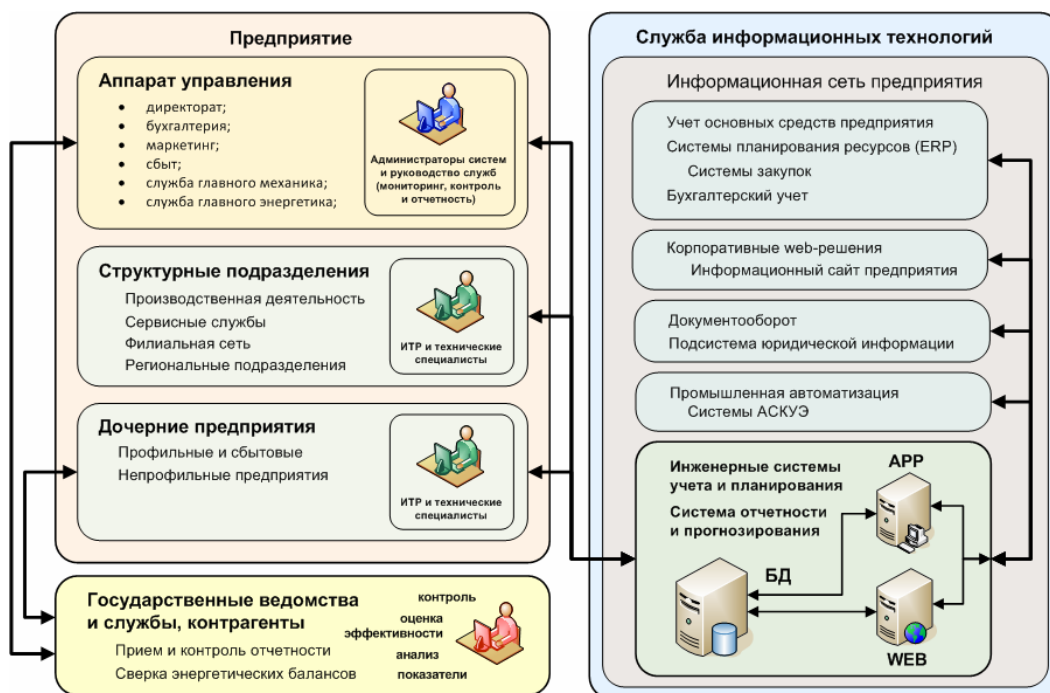 Предприятие
Аппарат управления
• директорат;
• бухгалтерия;
• маркетинг;
• сбыт;
• служба главного механика;
• служба главного энергетика;
Администраторы систем
и руководство служб
(мониторинг, контроль
и отчетность)
Структурные подразделения
Производственная деятельность
Сервисные службы
Филиальная сеть
Региональные подразделения
ИТР и технические
специалисты
Дочерние предприятия
Профильные и сбытовые
Непрофильные предприятия
ИТР и технические
специалисты
Государственные ведомства
и службы, контрагенты
Прием и контроль отчетности
Сверка энергетических балансов
контроль
оценка
эффективности
анализ
показатели
Служба информационных технологий
Информационная сеть предприятия
Учет основных средств предприятия
Системы планирования ресурсов (ERP)
Системы закупок
Бухгалтерский учет
Корпоративные web-решения
Информационный сайт предприятия
Документооборот
Подсистема юридической информации
Промышленная автоматизация
Системы АСКУЭ
Инженерные системы
учета и планирования
Система отчетности
и прогнозирования
APP
БД
WEB